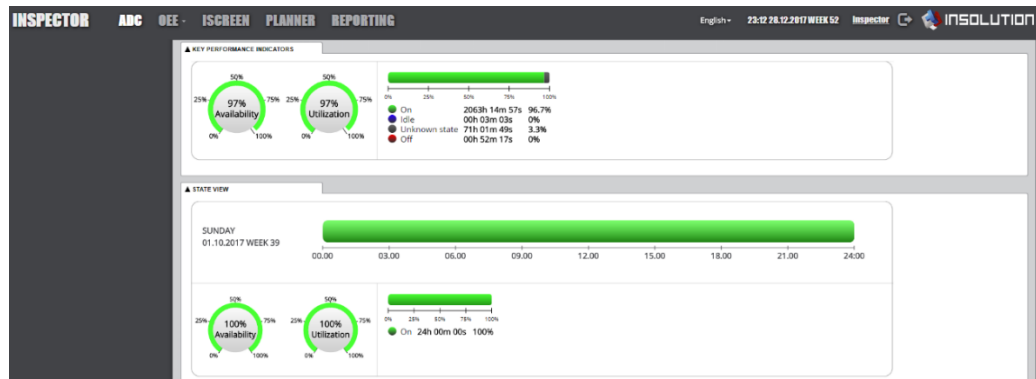 INSPECTOR ADC OEE ISCREEN PLANNER REPORTING English 23:12 28.12.2017 WEEK 52 Inspector INSOLUTION
KEY PERFORMANCE INDICATORS
50% 50%
25% 75% 25% 75%
97% 97%
Availability Utilization
0% 100% 0% 100%
0% 25% 50% 75% 100%
On 2063h 14m 57s 96.7%
Idle 00h 03m 03s 0%
Unknown state 71h 01m 49s 3.3%
Off 00h 52m 17s 0%
STATE VIEW
SUNDAY
01.10.2017 WEEK 39
00.00 03.00 06.00 09.00 12.00 15.00 18.00 21.00 24:00
50% 50%
25% 75% 25% 75%
100% 100%
Availability Utilization
0% 100% 0% 100%
0% 25% 50% 75% 100%
On 24h 00m 00s 100%